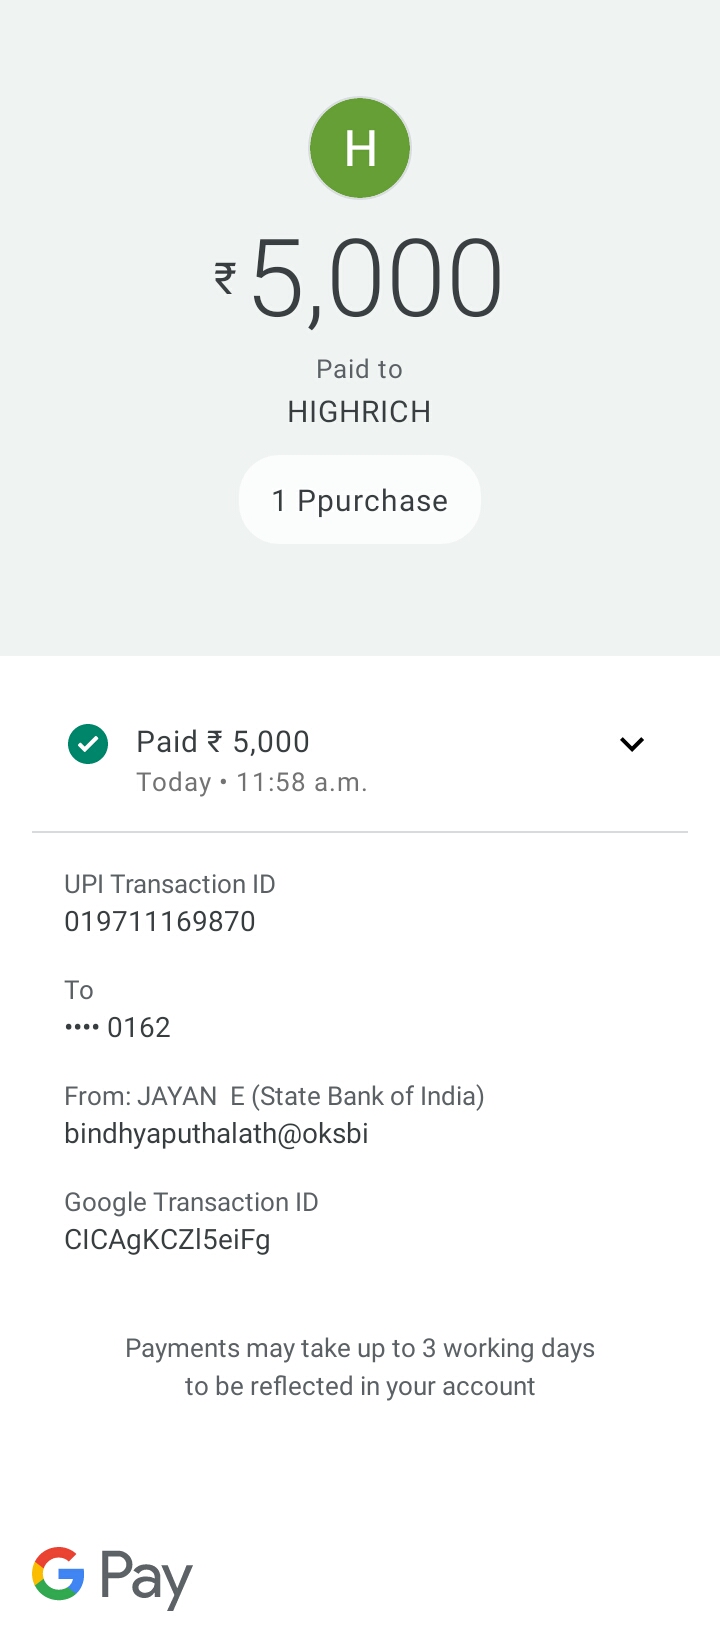 H
₹5,000
Paid to
HIGHRICH
1 Ppurchase
Paid ₹ 5,000
Today • 11:58 a.m.
UPI Transaction ID
019711169870
To
•••• 0162
From: JAYAN  E (State Bank of India)
bindhyaputhalath@oksbi
Google Transaction ID
CICAgKCZl5eiFg
Payments may take up to 3 working days
to be reflected in your account
G Pay